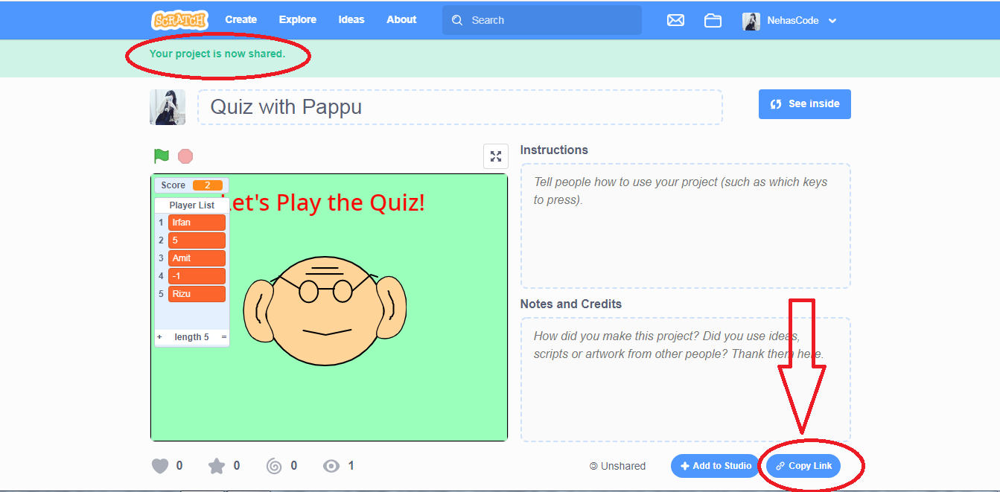 SCRATCH Create Explore Ideas About Search NehasCode
Your project is now shared.
Quiz with Pappu
See inside
Instructions
Tell people how to use your project (such as which keys
to press).
Score 2
Let's Play the Quiz!
Player List
1 Irfan
2 5
3 Amit
4 -1
5 Rizu
+ length 5 =
Notes and Credits
How did you make this project? Did you use ideas,
scripts or artwork from other people? Thank them here.
0 0 0 1
Unshared
+ Add to Studio
Copy Link